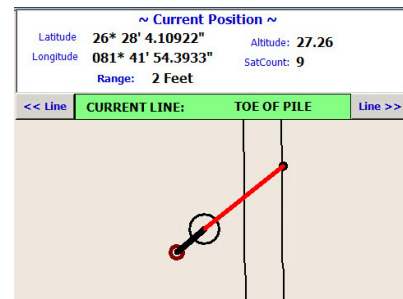 ~ Current Position ~
Latitude 26* 28' 4.10922" Altitude: 27.26
Longitude 081* 41' 54.3933" SatCount: 9
Range: 2 Feet
<< Line CURRENT LINE: TOE OF PILE Line >>